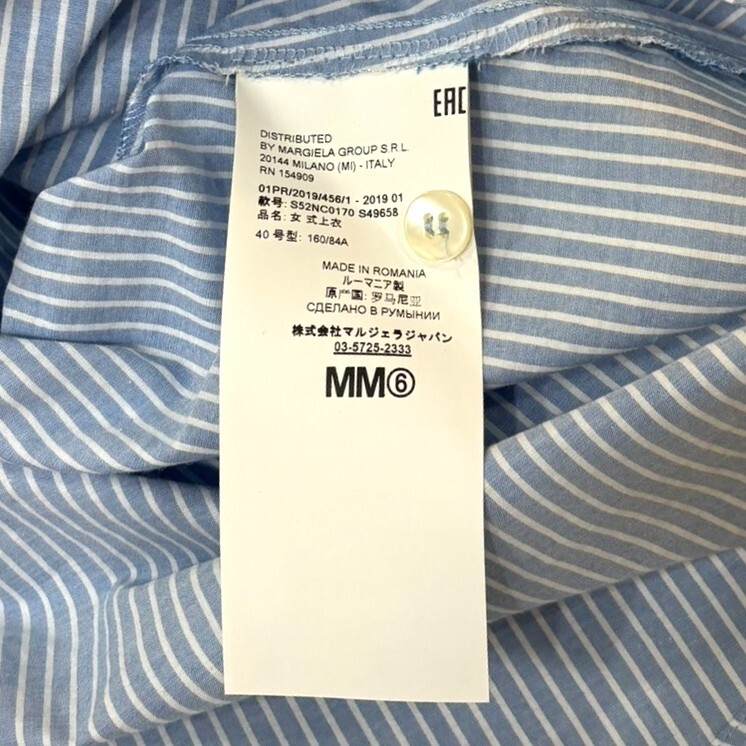 EAC
DISTRIBUTED
BY MARGIELA GROUP S.R.L.
20144 MILANO (MI) - ITALY
RN 154909
01PR/2019/456/1 - 2019 01
款号: S52NC0170 S49658
品名: 女 式上衣
40 号型: 160/84A
MADE IN ROMANIA
ルーマニア製
原产国: 罗马尼亚
СДЕЛАНО В РУМЫНИИ
株式会社マルジェラジャパン
03-5725-2333
MM⑥